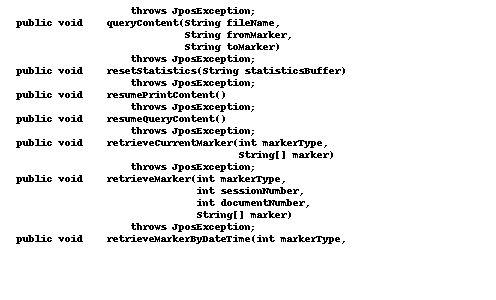 throws JposException;
public void queryContent(String fileName,
String fromMarker,
String toMarker)
throws JposException;
public void resetStatistics(String statisticsBuffer)
throws JposException;
public void resumePrintContent()
throws JposException;
public void resumeQueryContent()
throws JposException;
public void retrieveCurrentMarker(int markerType,
String[] marker)
throws JposException;
public void retrieveMarker(int markerType,
int sessionNumber,
int documentNumber,
String[] marker)
throws JposException;
public void retrieveMarkerByDateTime(int markerType,